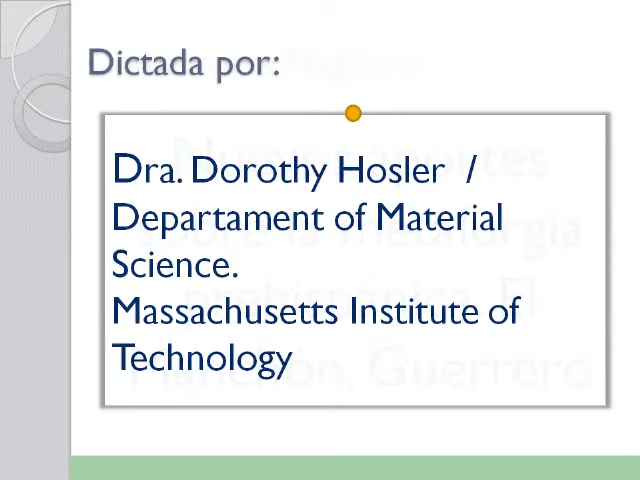 Dictada por:
Dra. Dorothy Hosler /
Departament of Material
Science.
Massachusetts Institute of
Technology